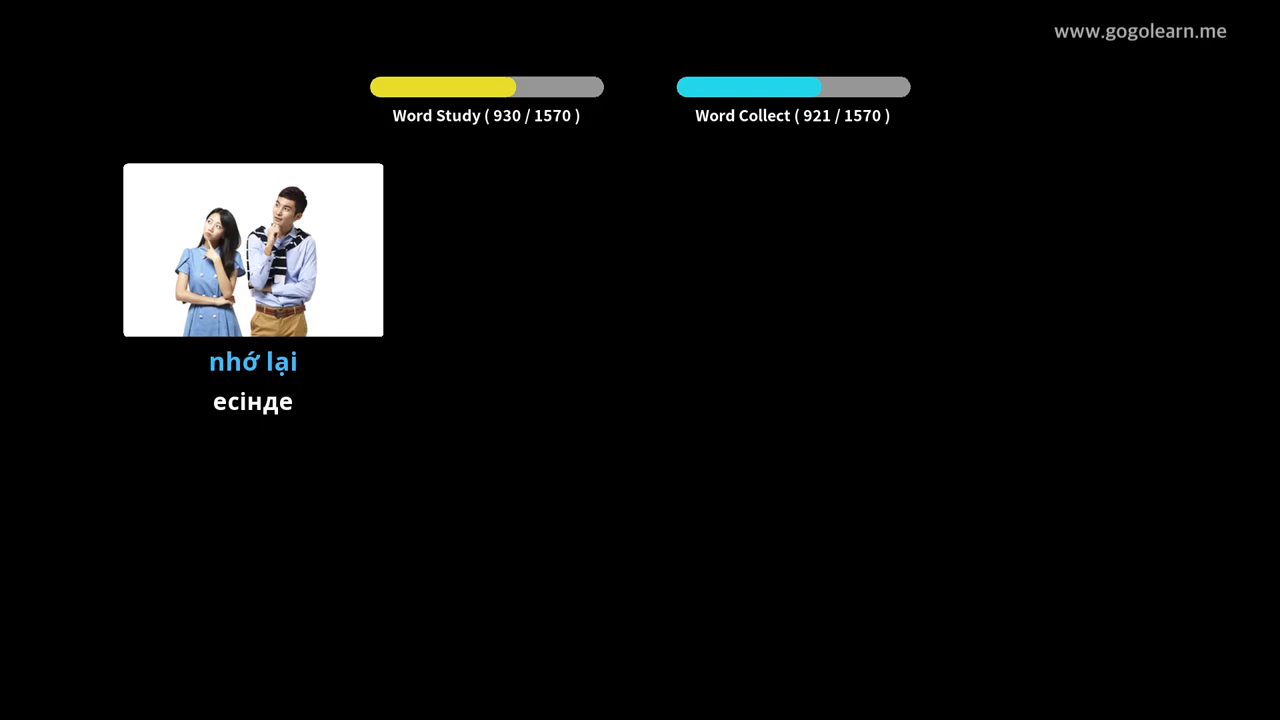 www.gogolearn.me
Word Study ( 930 / 1570 )
Word Collect ( 921 / 1570 )
nhớ lại
есінде